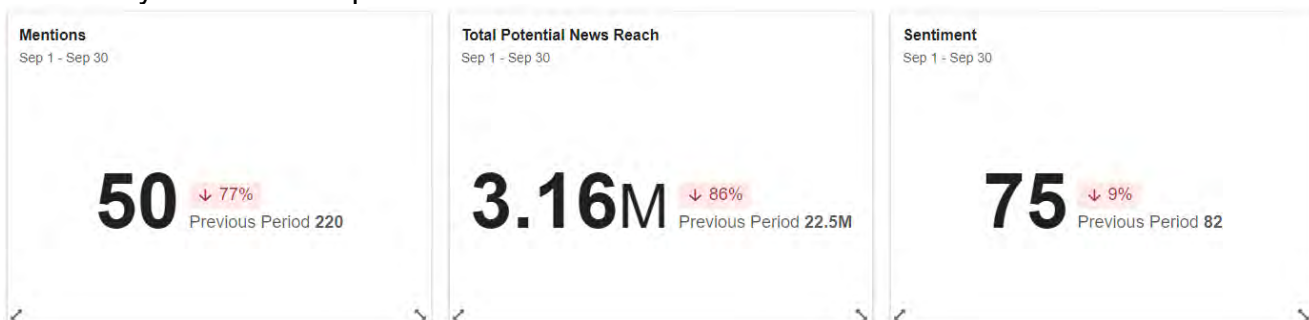 Mentions
Sep 1 - Sep 30
50
↓ 77%
Previous Period 220
Total Potential News Reach
Sep 1 - Sep 30
3.16M
↓ 86%
Previous Period 22.5M
Sentiment
Sep 1 - Sep 30
75
↓ 9%
Previous Period 82